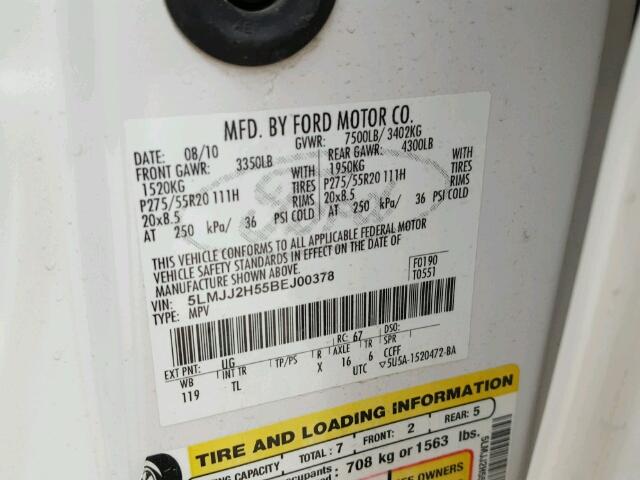 MFD. BY FORD MOTOR CO.
DATE: 08/10 GVWR: 7500LB/ 3402KG
FRONT GAWR: 3350LB REAR GAWR: 4300LB
1520KG WITH 1950KG WITH
P275/55R20 111H TIRES P275/55R20 111H TIRES
20x8.5 RIMS 20x8.5 RIMS
AT 250 kPa/ 36 PSI COLD AT 250 kPa/ 36 PSI COLD
THIS VEHICLE CONFORMS TO ALL APPLICABLE FEDERAL MOTOR
VEHICLE SAFETY STANDARDS IN EFFECT ON THE DATE OF
MANUFACTURE SHOWN ABOVE.
VIN: 5LMJJ2H55BEJ00378 F0190
TYPE: MPV T0551
EXT PNT: UG RC: 67 DSO:
WB INT TR TP/PS R AXLE TR SPR
119 TL X 16 6 CCFF
UTC ▽5U5A-1520472-BA
TIRE AND LOADING INFORMATION
SEATING CAPACITY TOTAL: 7 FRONT: 2 REAR: 5
708 kg or 1563 lbs.
SEE OWNERS